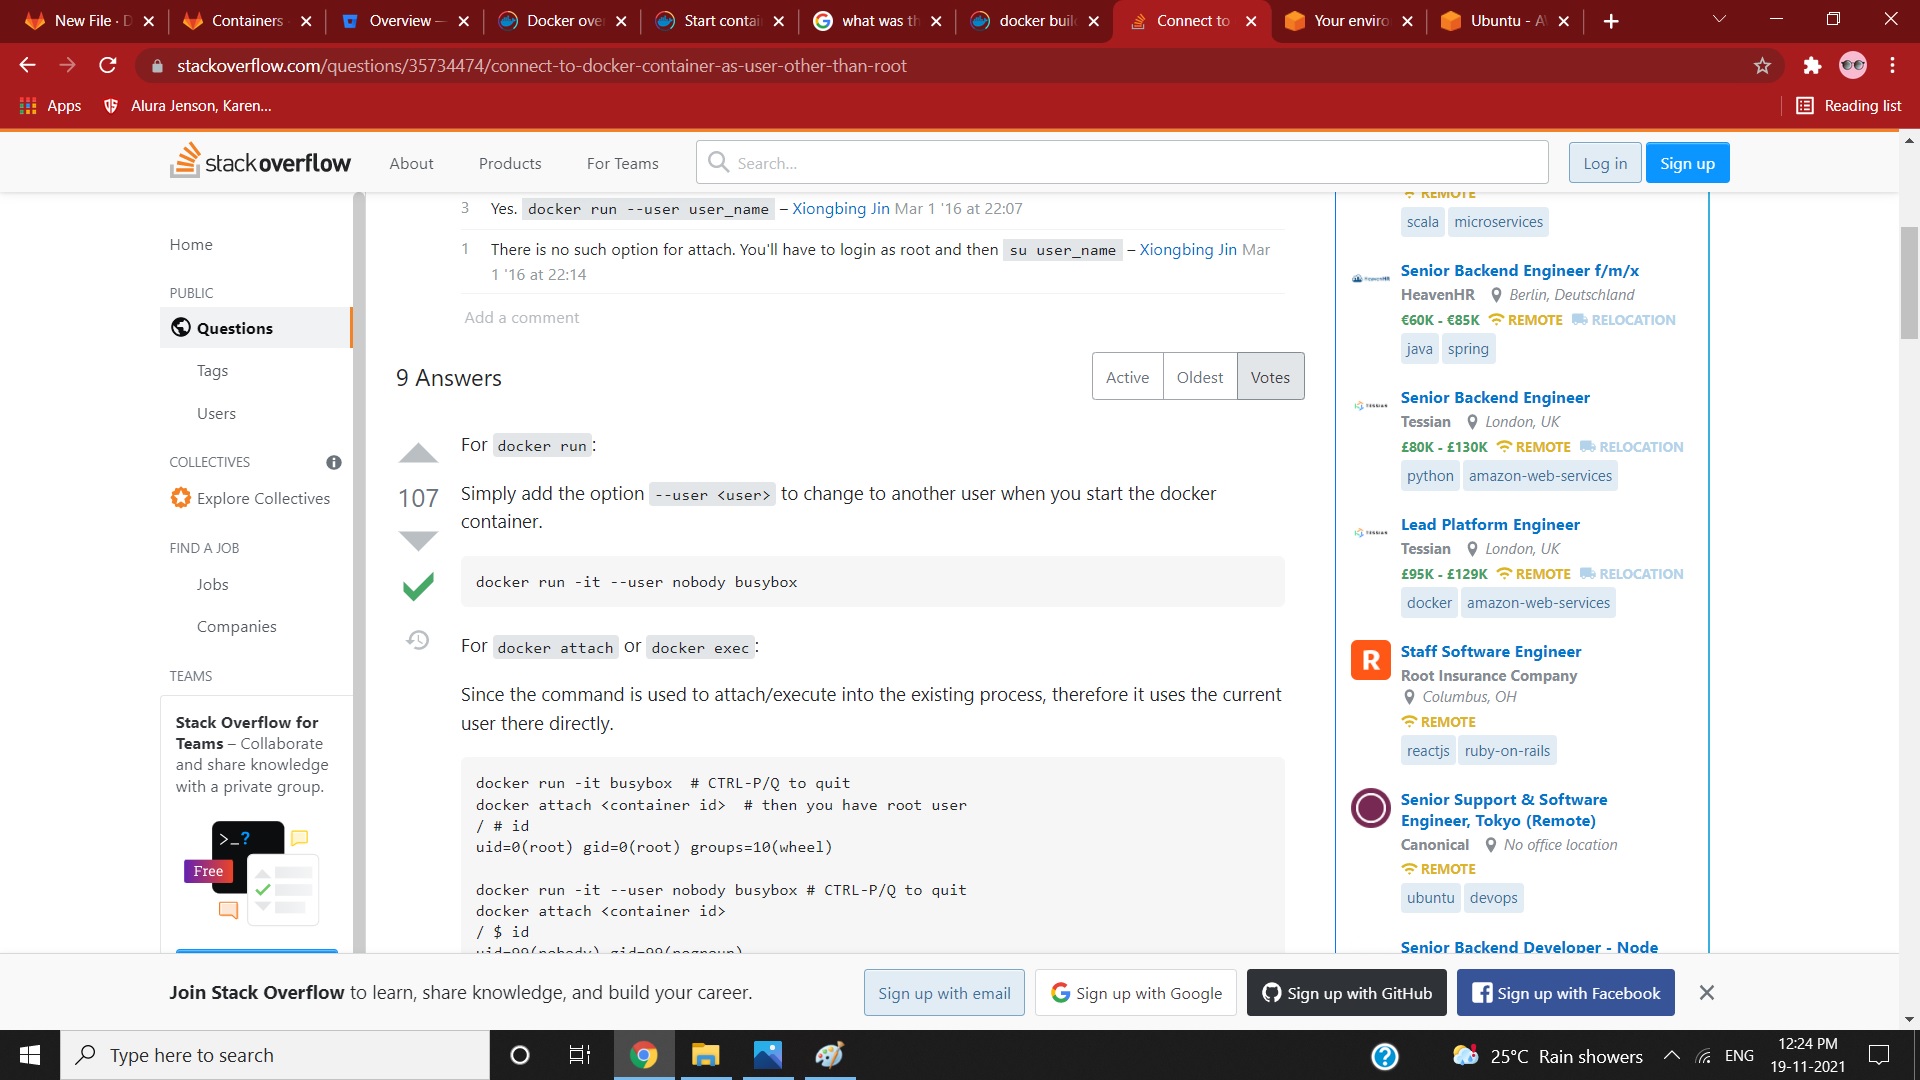 New File · D
Containers
Overview —
Docker over
Start contai
what was th
docker buil
Connect to
Your enviro
Ubuntu - A
stackoverflow.com/questions/35734474/connect-to-docker-container-as-user-other-than-root
Apps
Alura Jenson, Karen...
Reading list
stackoverflow
About
Products
For Teams
Search...
Log in
Sign up
Home
PUBLIC
Questions
Tags
Users
COLLECTIVES
Explore Collectives
FIND A JOB
Jobs
Companies
TEAMS
Stack Overflow for
Teams – Collaborate
and share knowledge
with a private group.
>_?
Free
3 Yes. docker run --user user_name – Xiongbing Jin Mar 1 '16 at 22:07
1 There is no such option for attach. You'll have to login as root and then su user_name – Xiongbing Jin Mar
1 '16 at 22:14
Add a comment
9 Answers
Active
Oldest
Votes
107
For docker run:
Simply add the option --user <user> to change to another user when you start the docker
container.
docker run -it --user nobody busybox
For docker attach or docker exec:
Since the command is used to attach/execute into the existing process, therefore it uses the current
user there directly.
docker run -it busybox  # CTRL-P/Q to quit
docker attach <container id>  # then you have root user
/ # id
uid=0(root) gid=0(root) groups=10(wheel)
docker run -it --user nobody busybox # CTRL-P/Q to quit
docker attach <container id>
/ $ id
uid=99(nobody) gid=99(nogroup)
REMOTE
scala microservices
Senior Backend Engineer f/m/x
HeavenHR Berlin, Deutschland
€60K - €85K REMOTE RELOCATION
java spring
Senior Backend Engineer
Tessian London, UK
£80K - £130K REMOTE RELOCATION
python amazon-web-services
Lead Platform Engineer
Tessian London, UK
£95K - £129K REMOTE RELOCATION
docker amazon-web-services
R
Staff Software Engineer
Root Insurance Company
Columbus, OH
REMOTE
reactjs ruby-on-rails
Senior Support & Software
Engineer, Tokyo (Remote)
Canonical No office location
REMOTE
ubuntu devops
Senior Backend Developer - Node
Join Stack Overflow to learn, share knowledge, and build your career.
Sign up with email
Sign up with Google
Sign up with GitHub
Sign up with Facebook
Type here to search
25°C Rain showers
ENG
12:24 PM
19-11-2021